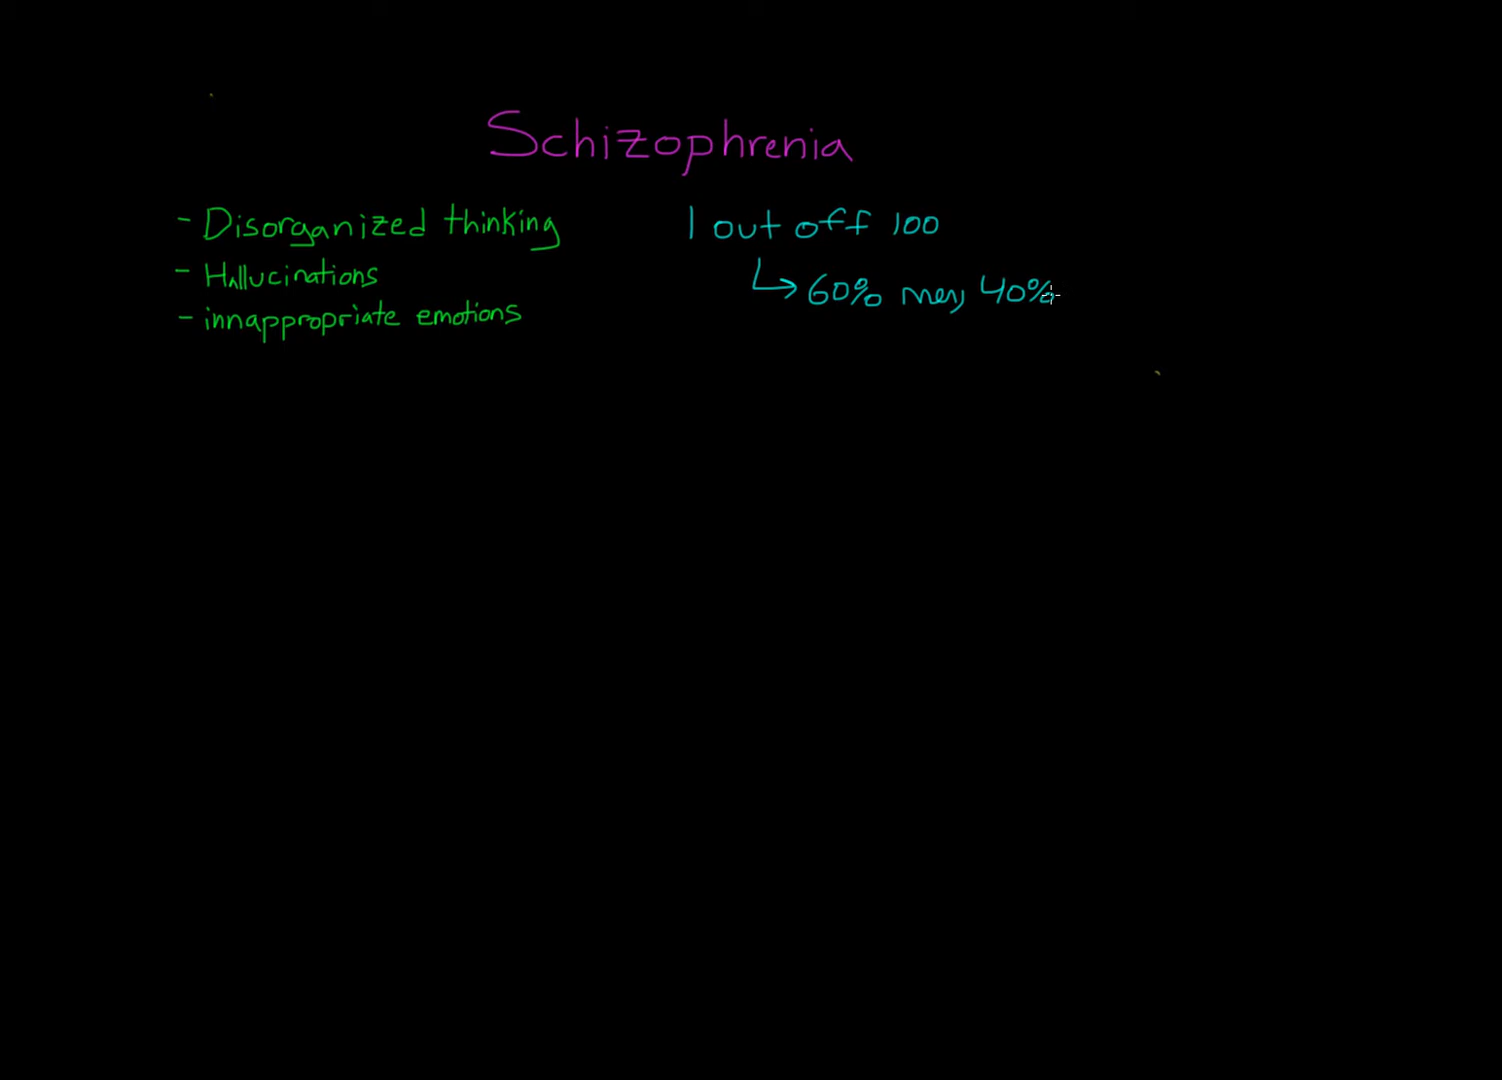 Schizophrenia
- Disorganized thinking
1 out off 100
- Hallucinations
↳ 60% men, 40%
- innappropriate emotions